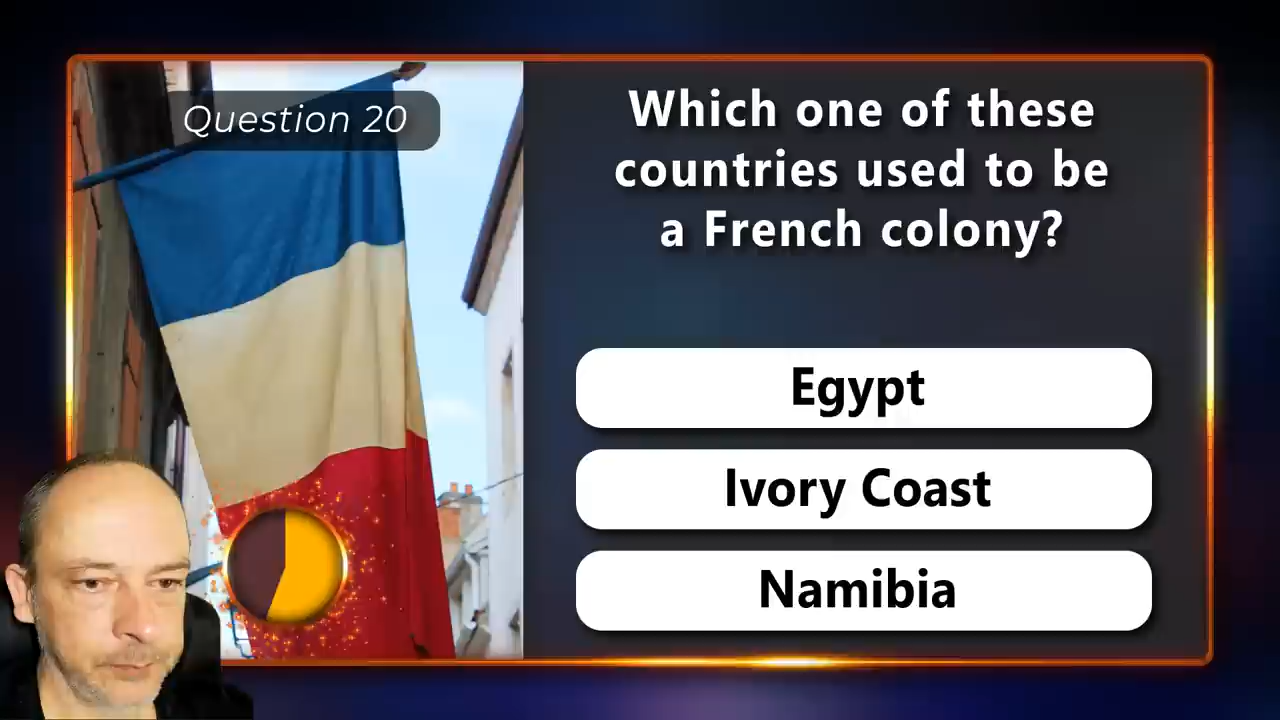 Question 20
Which one of these
countries used to be
a French colony?
Egypt
Ivory Coast
Namibia